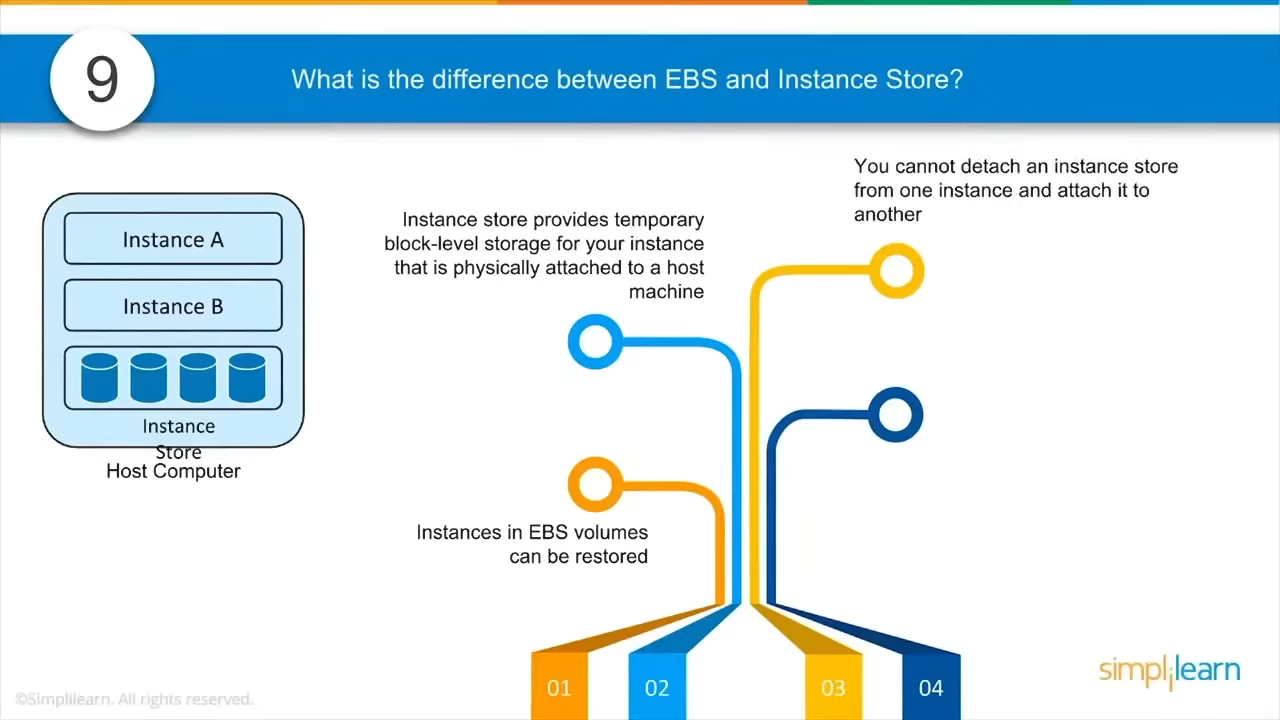 9
What is the difference between EBS and Instance Store?
Instance A
Instance B
Instance
Store
Host Computer
Instance store provides temporary
block-level storage for your instance
that is physically attached to a host
machine
You cannot detach an instance store
from one instance and attach it to
another
Instances in EBS volumes
can be restored
01
02
03
04
©Simplilearn. All rights reserved.
simplilearn